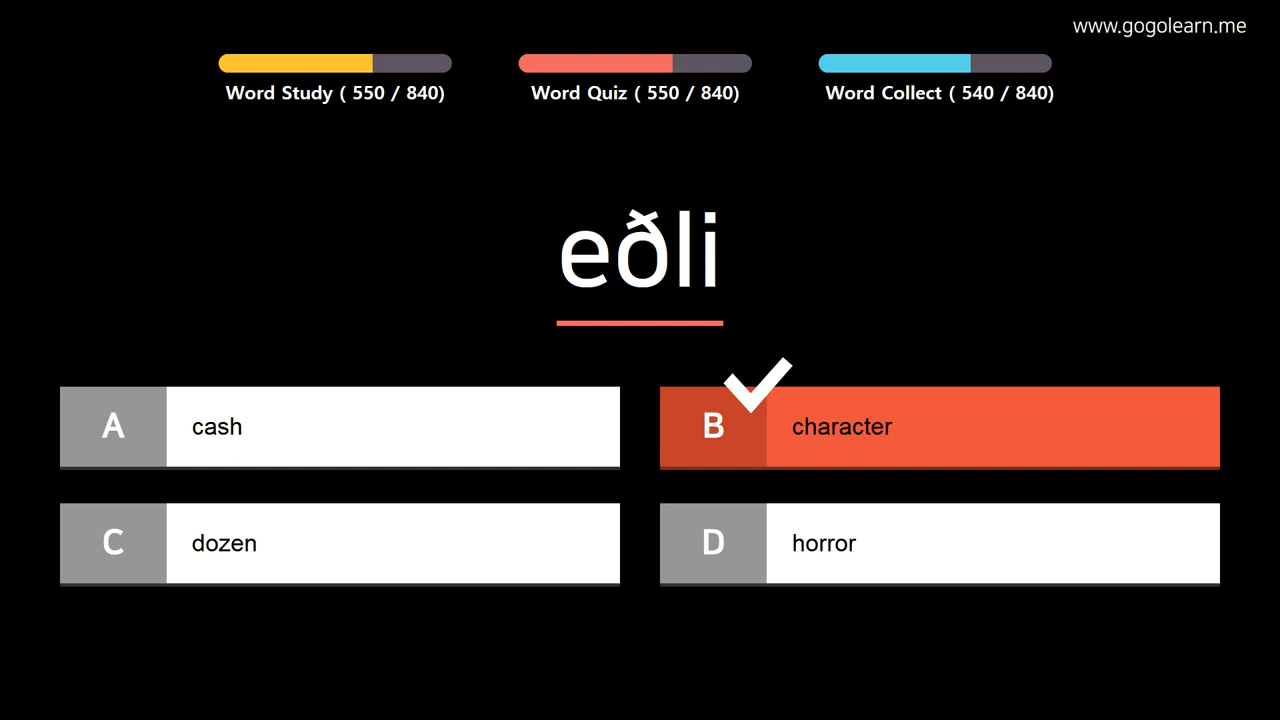 www.gogolearn.me
Word Study ( 550 / 840)
Word Quiz ( 550 / 840)
Word Collect ( 540 / 840)
eðli
A cash
B character
C dozen
D horror